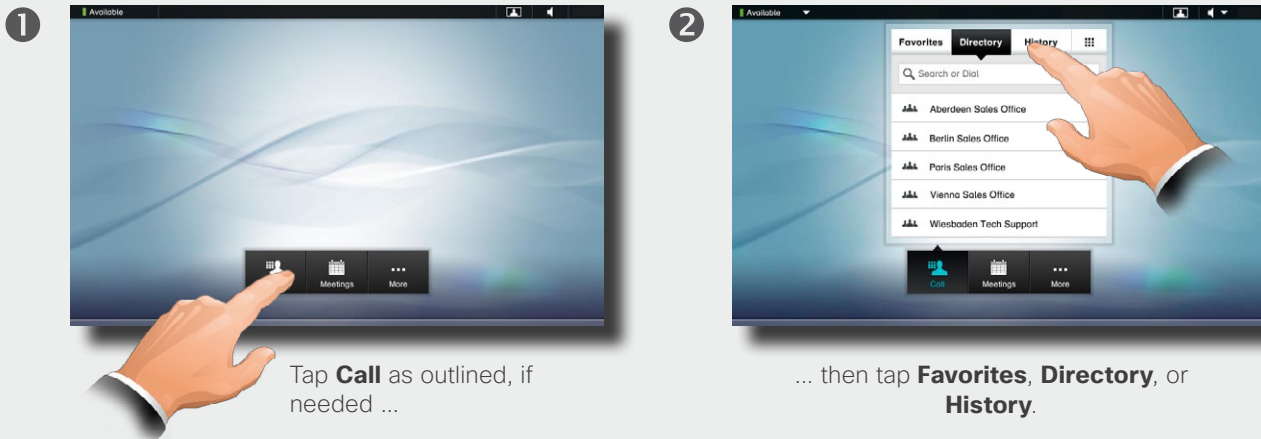 1
Available
Meetings
More
Tap Call as outlined, if
needed ...
2
Available
Favorites Directory History
Search or Dial
Aberdeen Sales Office
Berlin Sales Office
Paris Sales Office
Vienna Sales Office
Wiesbaden Tech Support
Call Meetings More
... then tap Favorites, Directory, or
History.